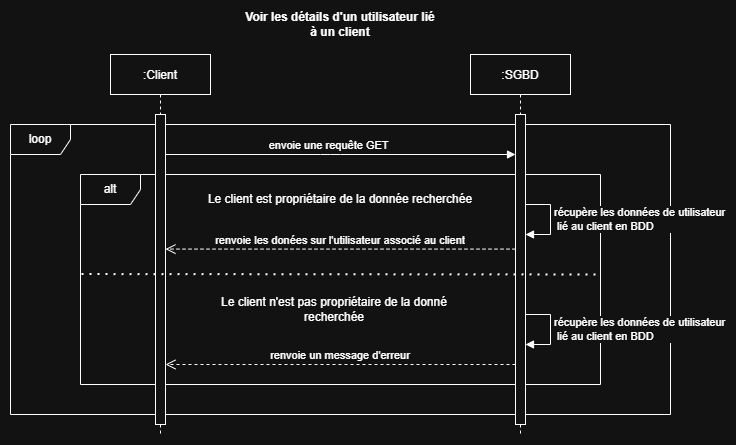 Voir les détails d'un utilisateur lié
à un client
:Client
:SGBD
loop
envoie une requête GET
alt
Le client est propriétaire de la donnée recherchée
récupère les données de utilisateur
lié au client en BDD
renvoie les donées sur l'utilisateur associé au client
Le client n'est pas propriétaire de la donné
recherchée
récupère les données de utilisateur
lié au client en BDD
renvoie un message d'erreur